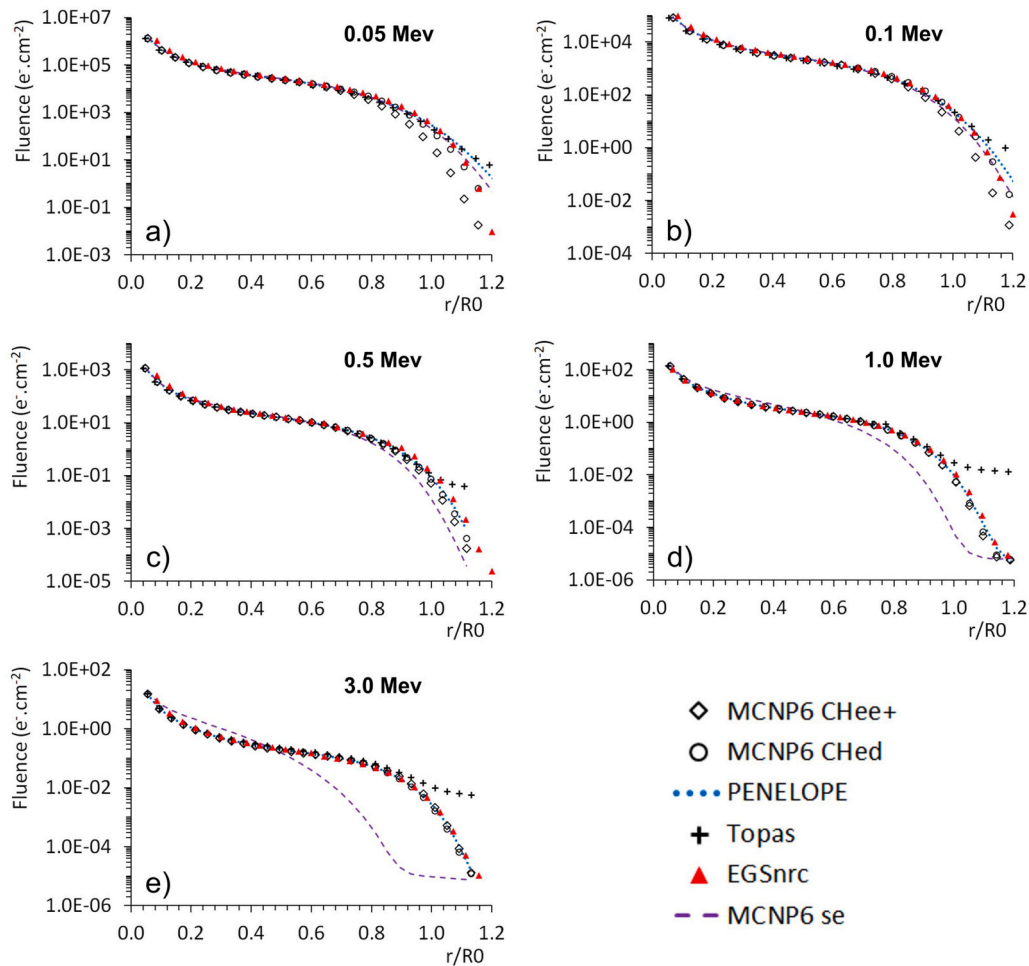 0.05 Mev
Fluence (e-.cm-2)
1.0E+07
1.0E+05
1.0E+03
1.0E+01
1.0E-01
1.0E-03
a)
0.0 0.2 0.4 0.6 0.8 1.0 1.2
r/R0
0.1 Mev
Fluence (e-.cm-2)
1.0E+04
1.0E+02
1.0E+00
1.0E-02
1.0E-04
b)
0.0 0.2 0.4 0.6 0.8 1.0 1.2
r/R0
0.5 Mev
Fluence (e-.cm-2)
1.0E+03
1.0E+01
1.0E-01
1.0E-03
1.0E-05
c)
0.0 0.2 0.4 0.6 0.8 1.0 1.2
r/R0
1.0 Mev
Fluence (e-.cm-2)
1.0E+02
1.0E+00
1.0E-02
1.0E-04
1.0E-06
d)
0.0 0.2 0.4 0.6 0.8 1.0 1.2
r/R0
3.0 Mev
Fluence (e-.cm-2)
1.0E+02
1.0E+00
1.0E-02
1.0E-04
1.0E-06
e)
0.0 0.2 0.4 0.6 0.8 1.0 1.2
r/R0
MCNP6 CHee+
MCNP6 CHed
PENELOPE
Topas
EGSnrc
MCNP6 se